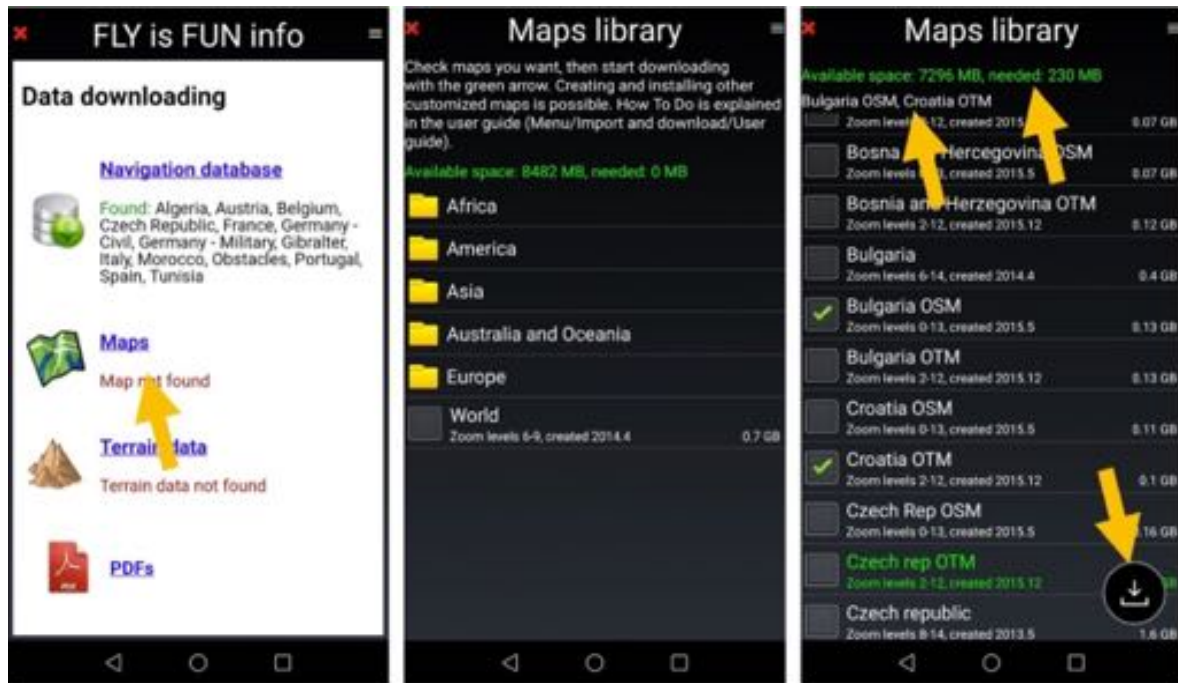 FLY is FUN info
Data downloading
Navigation database
Found: Algeria, Austria, Belgium,
Czech Republic, France, Germany -
Civil, Germany - Military, Gibralter,
Italy, Morocco, Obstacles, Portugal,
Spain, Tunisia
Maps
Map not found
Terrain data
Terrain data not found
PDFs
Maps library
Check maps you want, then start downloading
with the green arrow. Creating and installing other
customized maps is possible. How To Do is explained
in the user guide (Menu/Import and download/User
guide).
Available space: 8482 MB, needed: 0 MB
Africa
America
Asia
Australia and Oceania
Europe
World
Zoom levels 6-9, created 2014.4 0.7 GB
Maps library
Available space: 7296 MB, needed: 230 MB
Bulgaria OSM, Croatia OTM
Zoom levels 0-12, created 2015.5 0.07 GB
Bosna Hercegovina OSM
Zoom levels created 2015.5 0.07 GB
Bosnia and Herzegovina OTM
Zoom levels 2-12, created 2015.12 0.12 GB
Bulgaria
Zoom levels 6-14, created 2014.4 0.4 GB
Bulgaria OSM
Zoom levels 0-13, created 2015.5 0.13 GB
Bulgaria OTM
Zoom levels 2-12, created 2015.12 0.13 GB
Croatia OSM
Zoom levels 0-13, created 2015.5 0.11 GB
Croatia OTM
Zoom levels 2-12, created 2015.12 0.1 GB
Czech Rep OSM
Zoom levels 0-13, created 2015.5 .16 GB
Czech rep OTM
Zoom levels 2-12, created 2015.12
Czech republic
Zoom levels 8-14, created 2013.5 1.6 GB